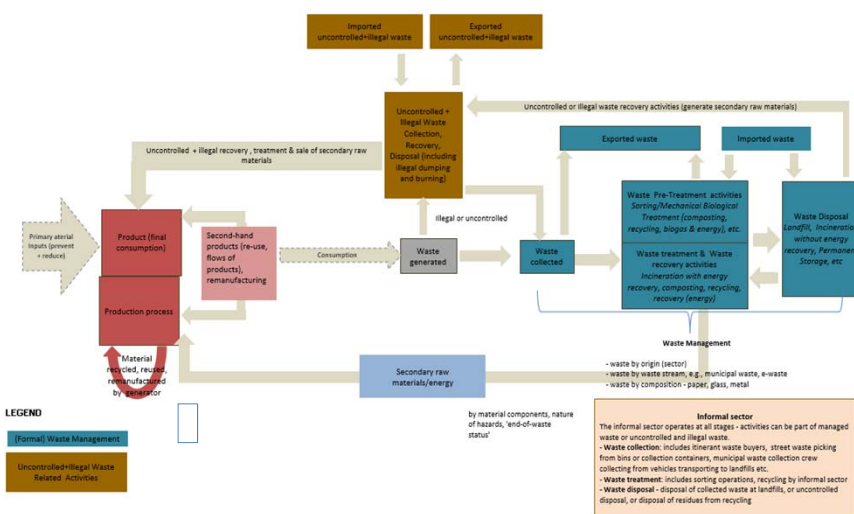 Imported
uncontrolled+illegal waste
Exported
uncontrolled+illegal waste
Uncontrolled +
Illegal Waste
Collection,
Recovery,
Disposal (including
illegal dumping
and burning)
Uncontrolled or illegal waste recovery activities (generate secondary raw materials)
Exported waste
Imported waste
Uncontrolled + illegal recovery , treatment & sale of secondary raw
materials
Primary aterial
Inputs (prevent
+ reduce)
Product (final
consumption)
Production process
Second-hand
products (re-use,
flows of
products),
remanufacturing
Consumption
Illegal or uncontrolled
Waste
generated
Waste
collected
Waste Pre-Treatment activities
Sorting/Mechanical Biological
Treatment (composting,
recycling, biogas & energy), etc.
Waste treatment & Waste
recovery activities
Incineration with energy
recovery, composting, recycling,
recovery (energy)
Waste Disposal
Landfill, Incineration
without energy
recovery, Permanent
Storage, etc
Waste Management
- waste by origin (sector)
- waste by waste stream, e.g., municipal waste, e-waste
- waste by composition - paper, glass, metal
Material
recycled, reused,
remanufactured
by generator
Secondary raw
materials/energy
by material components, nature
of hazards, 'end-of-waste
status'
LEGEND
(Formal) Waste Management
Uncontrolled+Illegal Waste
Related Activities
Informal sector
The informal sector operates at all stages - activities can be part of managed
waste or uncontrolled and illegal waste.
- Waste collection: includes itinerant waste buyers, street waste picking
from bins or collection containers, municipal waste collection crew
collecting from vehicles transporting to landfills etc.
- Waste treatment: includes sorting operations, recycling by informal sector
- Waste disposal - disposal of collected waste at landfills, or uncontrolled
disposal, or disposal of residues from recycling